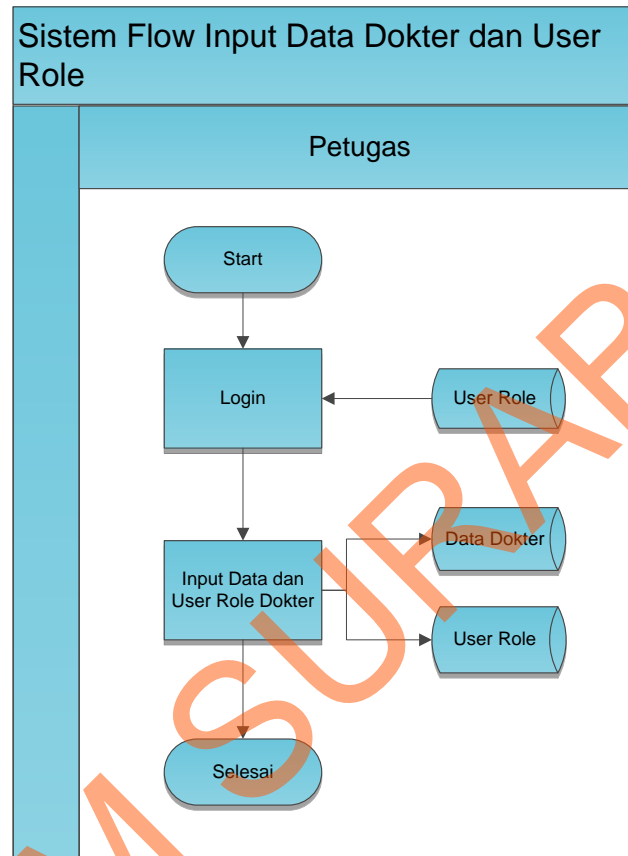 Sistem Flow Input Data Dokter dan User
Role
Petugas
Start
Login
User Role
Data Dokter
Input Data dan
User Role Dokter
User Role
Selesai